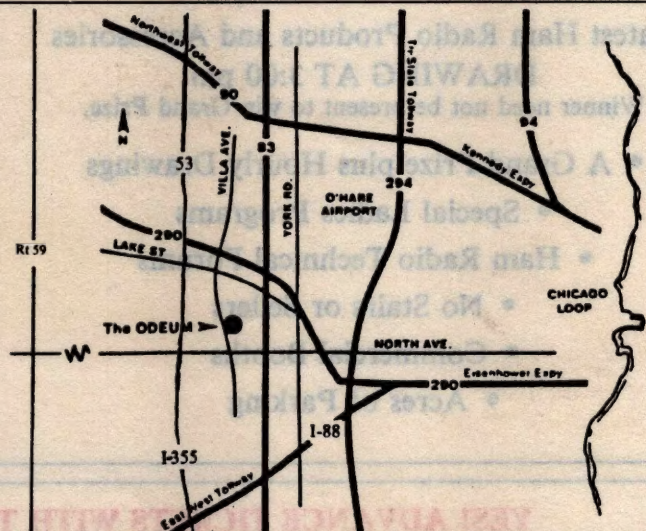 Northwest Tollway
90
N
53
VILLA AVE.
83
YORK RD.
Tri State Tollway
294
94
Kennedy Expy
O'HARE
AIRPORT
Rt 59
290
LAKE ST
The ODEUM
CHICAGO
LOOP
NORTH AVE.
Eisenhower Expy
290
I-88
I-355
East West Tollway
atest Ham Radio Products and Accessories
DRAWING AT 3:00 pm
Winner need not be present to win Grand Prize.
• A Grand Prize plus Hourly Drawings
• Special Ladies Programs
• Ham Radio Technical Forums
• No Stairs or
• Commercial Booths
• Acres of Parking
YES! ADVANCE TICKETS WITH T